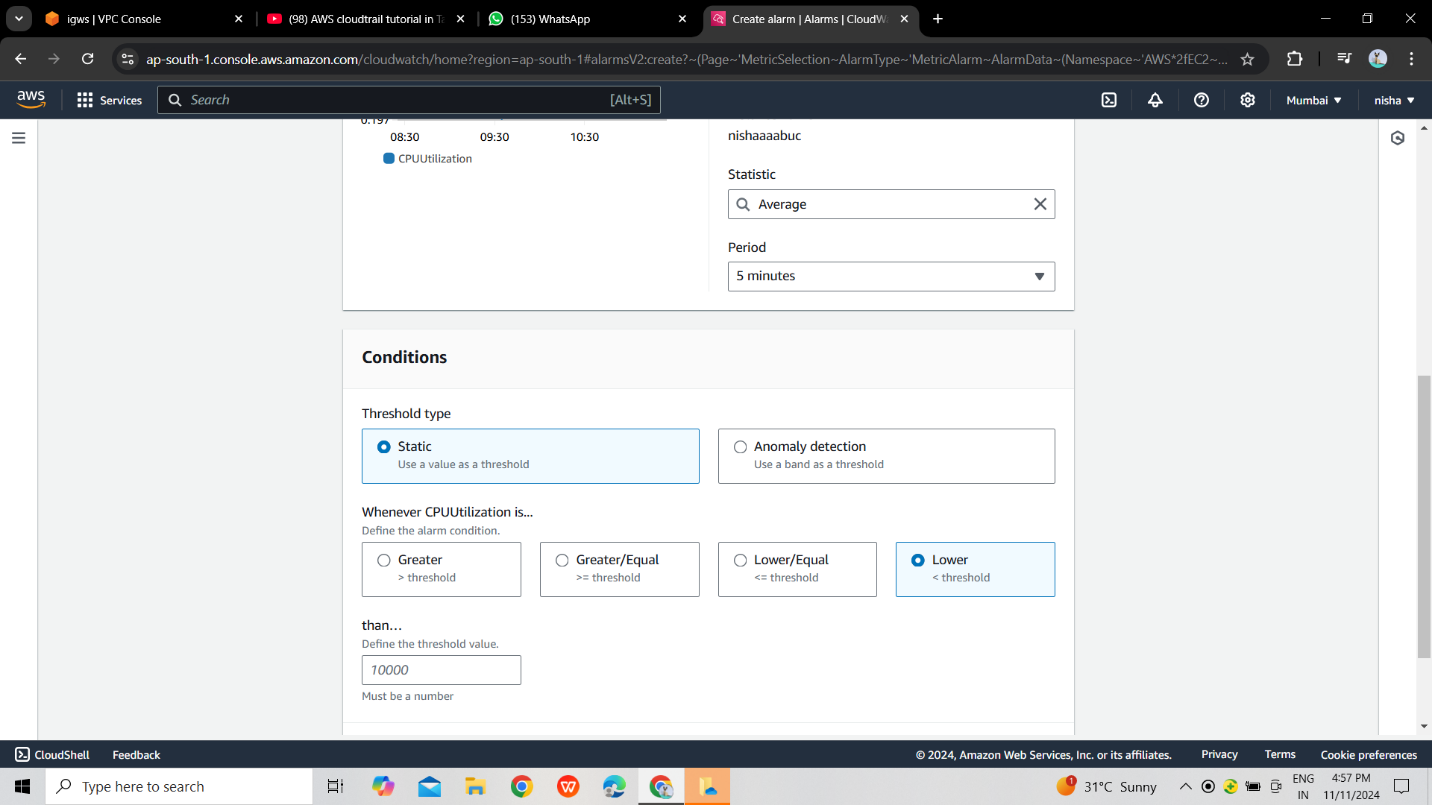 igws | VPC Console
(98) AWS cloudtrail tutorial in Ta
(153) WhatsApp
Create alarm | Alarms | CloudWa
ap-south-1.console.aws.amazon.com/cloudwatch/home?region=ap-south-1#alarmsV2:create?~(Page~'MetricSelection~AlarmType~'MetricAlarm~AlarmData~(Namespace~'AWS*2fEC2~...
aws
Services
Search
[Alt+S]
Mumbai
nisha
0.197
08:30 09:30 10:30
CPUUtilization
nishaaaabuc
Statistic
Average
Period
5 minutes
Conditions
Threshold type
Static
Use a value as a threshold
Anomaly detection
Use a band as a threshold
Whenever CPUUtilization is...
Define the alarm condition.
Greater
> threshold
Greater/Equal
>= threshold
Lower/Equal
<= threshold
Lower
< threshold
than…
Define the threshold value.
10000
Must be a number
CloudShell
Feedback
© 2024, Amazon Web Services, Inc. or its affiliates.
Privacy
Terms
Cookie preferences
Type here to search
1
31°C Sunny
ENG
IN
4:57 PM
11/11/2024